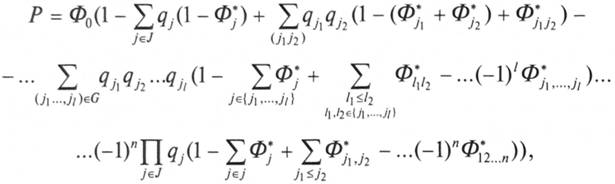 P = Φ₀(1 − ∑_{j∈J} q_j(1 − Φ*_j) + ∑_{(j₁j₂)} q_{j₁}q_{j₂}(1 − (Φ*_{j₁} + Φ*_{j₂}) + Φ*_{j₁j₂}) −
− ... ∑_{(j₁...,j_l)∈G} q_{j₁}q_{j₂}...q_{j_l}(1 − ∑_{j∈{j₁,...,j_l}} Φ*_j + ∑_{l₁≤l₂ l₁,l₂∈{j₁,...,j_l}} Φ*_{l₁l₂} − ...(−1)^l Φ*_{j₁,...,j_l})...
...(−1)ⁿ ∏_{j∈J} q_j(1 − ∑_{j∈j} Φ*_j + ∑_{j₁≤j₂} Φ*_{j₁,j₂} − ...(−1)ⁿ Φ*_{12...n})),